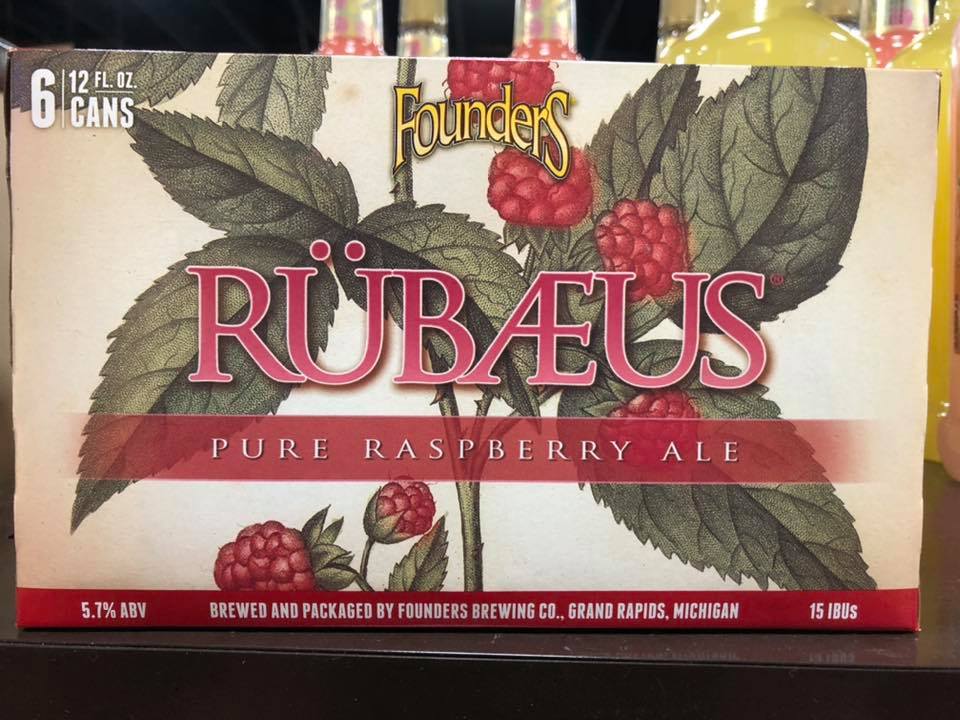 6 12 FL. OZ.
CANS
Founders
RÜBÆUS®
PURE RASPBERRY ALE
5.7% ABV BREWED AND PACKAGED BY FOUNDERS BREWING CO., GRAND RAPIDS, MICHIGAN 15 IBUs